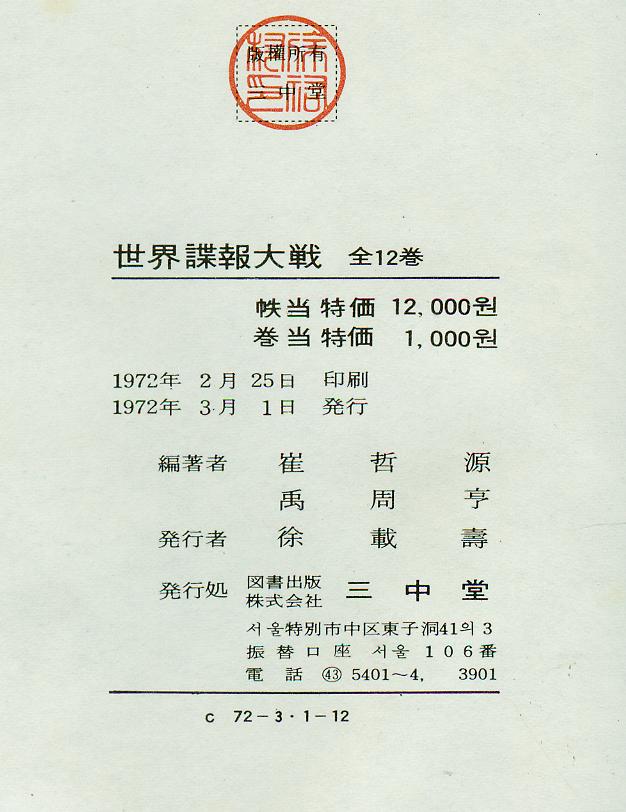 版權所有
三中堂
世界諜報大戦 全12巻
帙当特価 12,000원
巻当特価 1,000원
1972年 2月 25日 印刷
1972年 3月 1日 発行
編著者 崔哲源
禹周亨
発行者 徐載壽
発行処 図書出版 株式会社 三中堂
서울特別市中区東子洞41의 3
振替口座 서울 106番
電話 ㊸ 5401~4, 3901
C 72-3·1-12